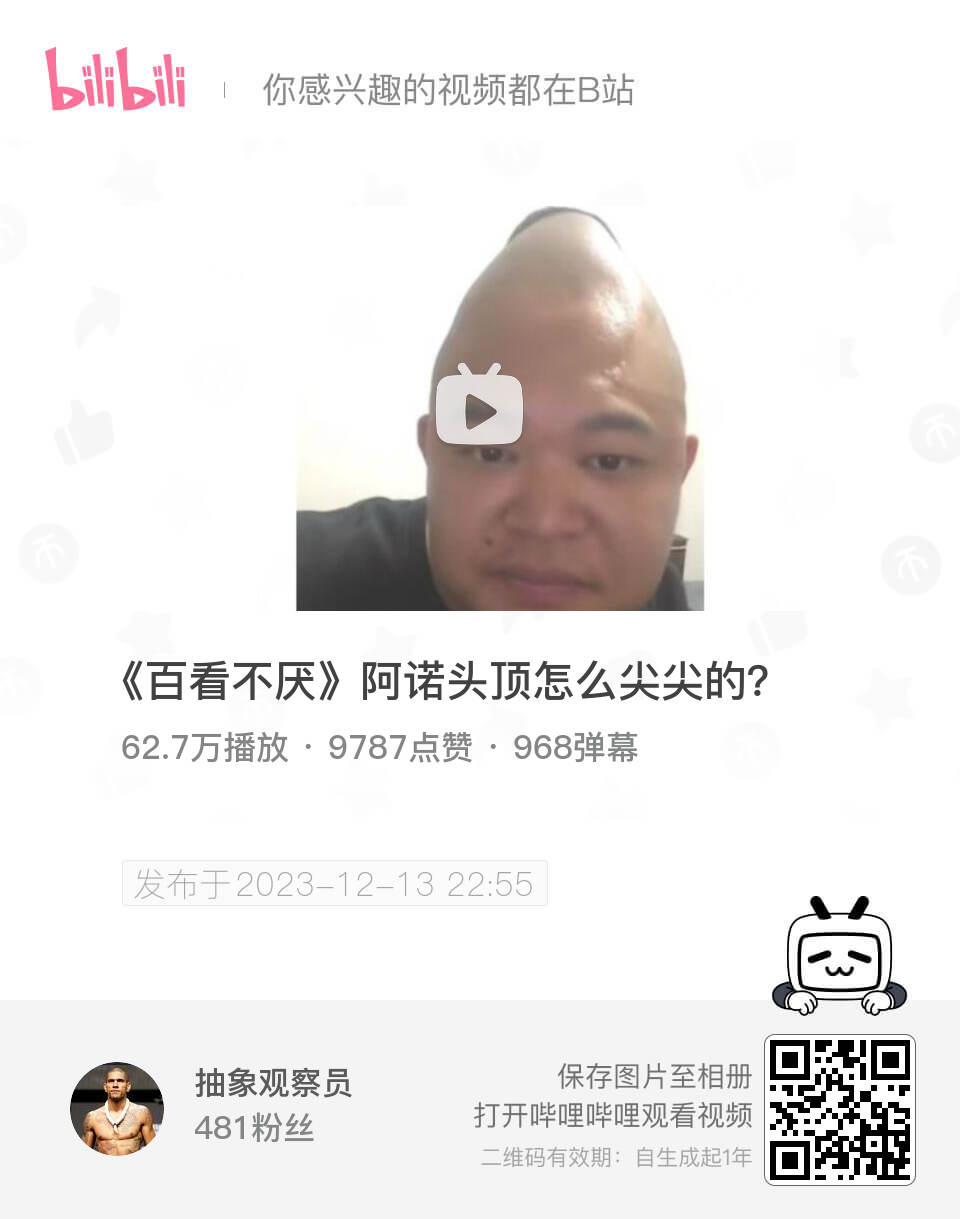 bilibili
你感兴趣的视频都在B站
《百看不厌》阿诺头顶怎么尖尖的?
62.7万播放 · 9787点赞 · 968弹幕
发布于2023-12-13 22:55
抽象观察员
481粉丝
保存图片至相册
打开哔哩哔哩观看视频
二维码有效期：自生成起1年